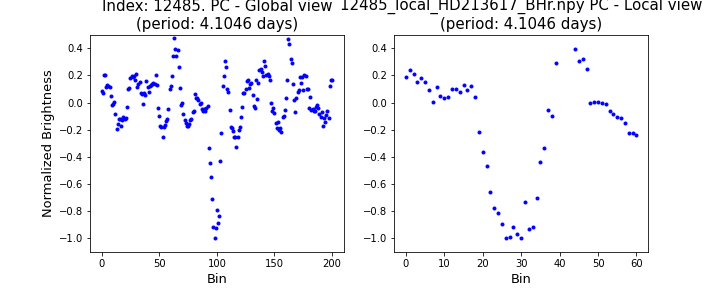 Index: 12485. PC - Global view
(period: 4.1046 days)
12485_local_HD213617_BHr.npy PC - Local view
(period: 4.1046 days)
Normalized Brightness
0.4
0.2
0.0
−0.2
−0.4
−0.6
−0.8
−1.0
0 50 100 150 200
Bin
0.4
0.2
0.0
−0.2
−0.4
−0.6
−0.8
−1.0
0 10 20 30 40 50 60
Bin